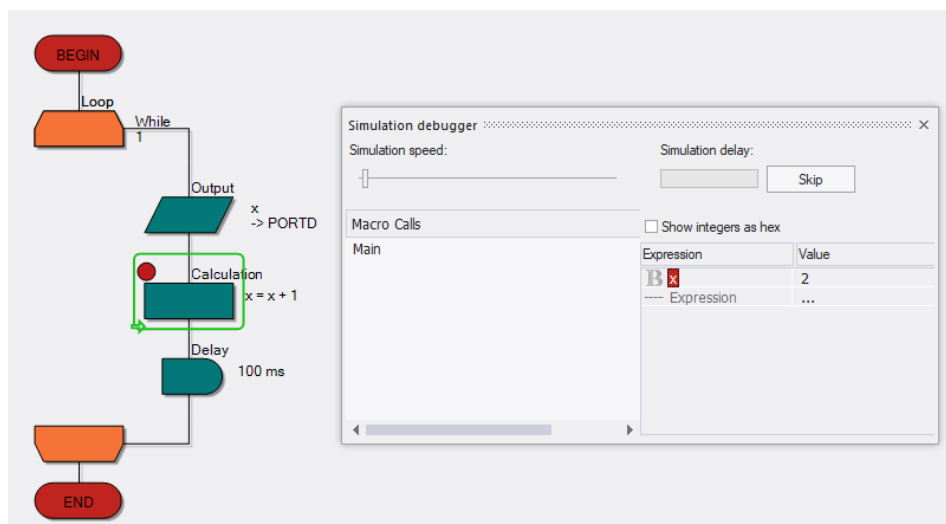 BEGIN
Loop
While
1
Output
x
-> PORTD
Calculation
x = x + 1
Delay
100 ms
END
Simulation debugger
Simulation speed:
Simulation delay:
Skip
Macro Calls
Main
Show integers as hex
Expression Value
B x 2
Expression ...